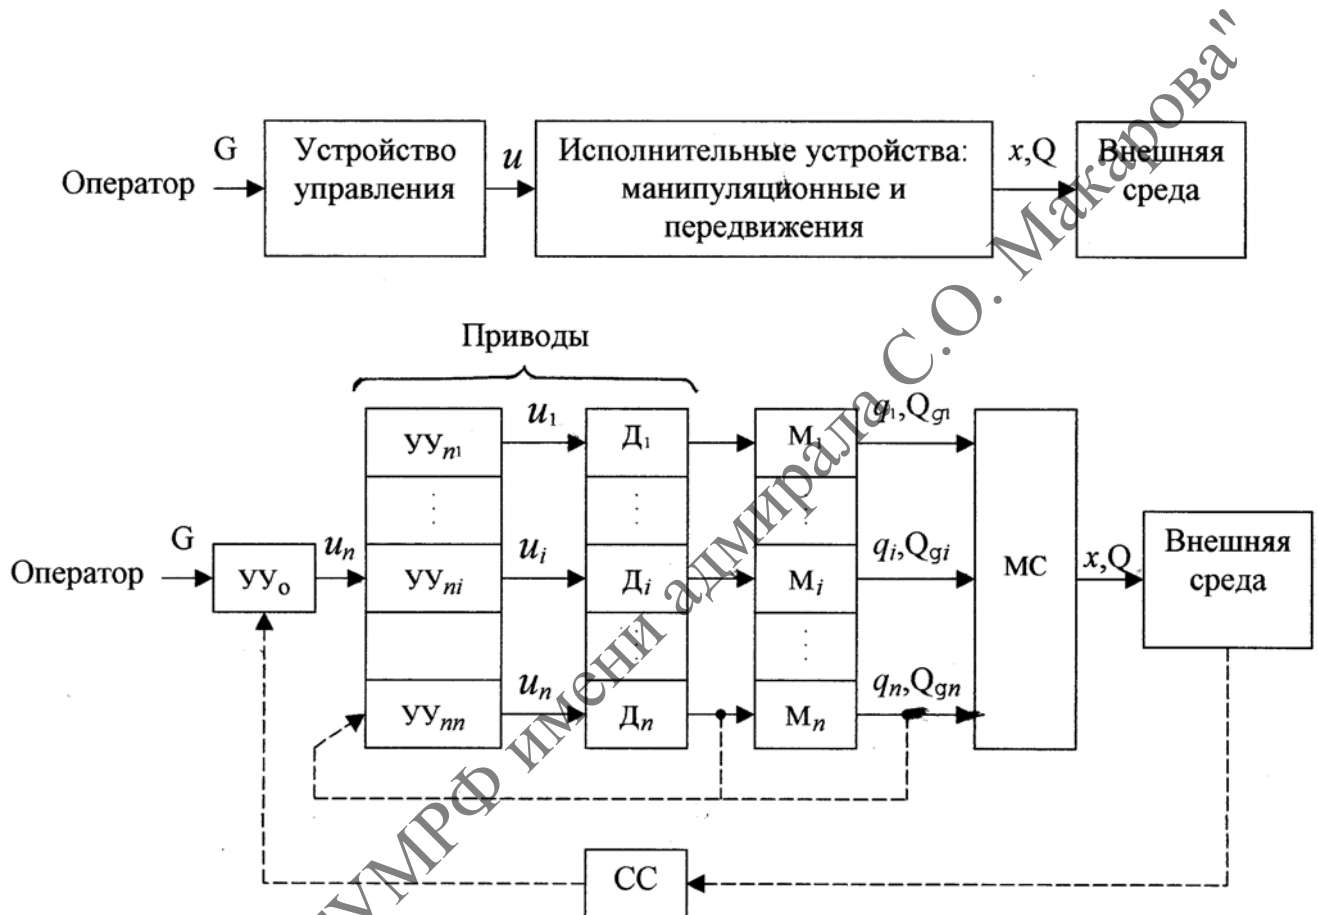 G
Оператор
Устройство
управления
u
Исполнительные устройства:
манипуляционные и
передвижения
x,Q
Внешняя
среда
Приводы
УУn1
u1
Д1
М1
q1,Qg1
⋮
⋮
⋮
G
Оператор
УУо
un
УУni
ui
Дi
Мi
qi,Qgi
МС
x,Q
Внешняя
среда
⋮
⋮
УУnn
un
Дn
Мn
qn,Qgn
СС
ГУМРФ имени адмирала С.О. Макарова"